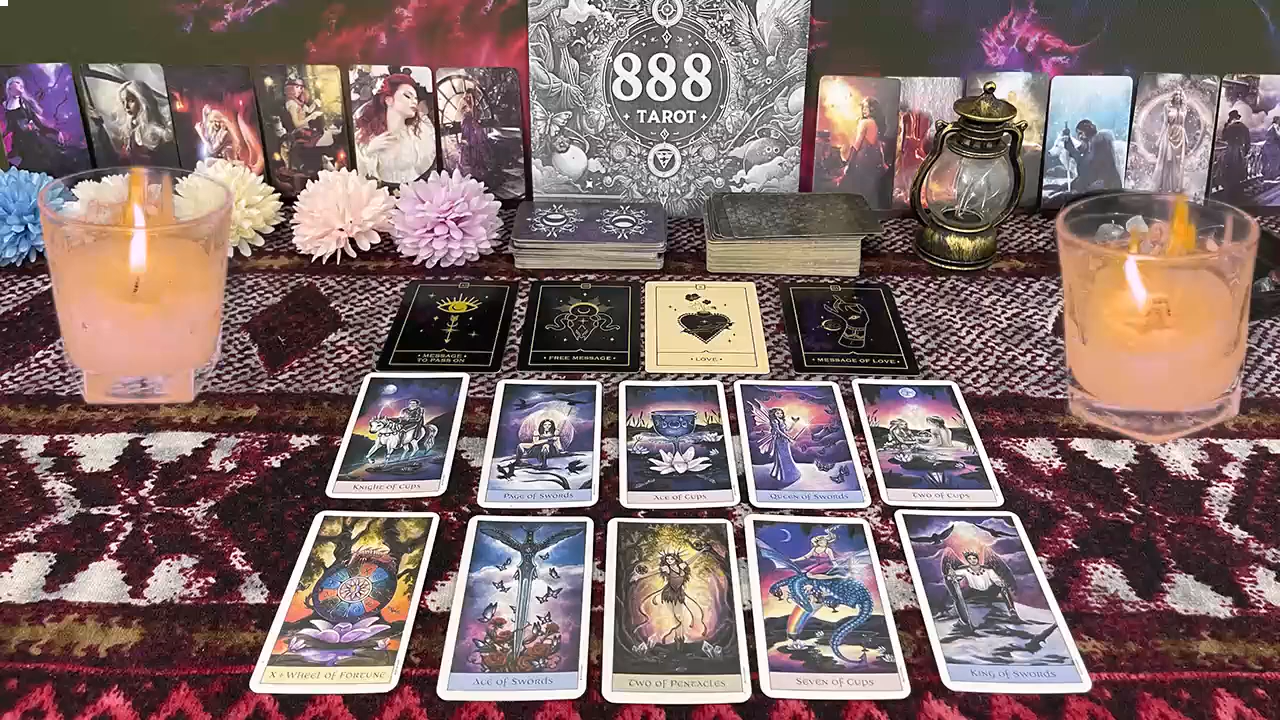 888
TAROT
MESSAGE
TO PASS ON
FREE MESSAGE
LOVE
MESSAGE OF LOVE
Knight of Cups
Page of Swords
Ace of Cups
Queen of Swords
Two of Cups
X Wheel of Fortune
Ace of Swords
Two of Pentacles
Seven of Cups
King of Swords